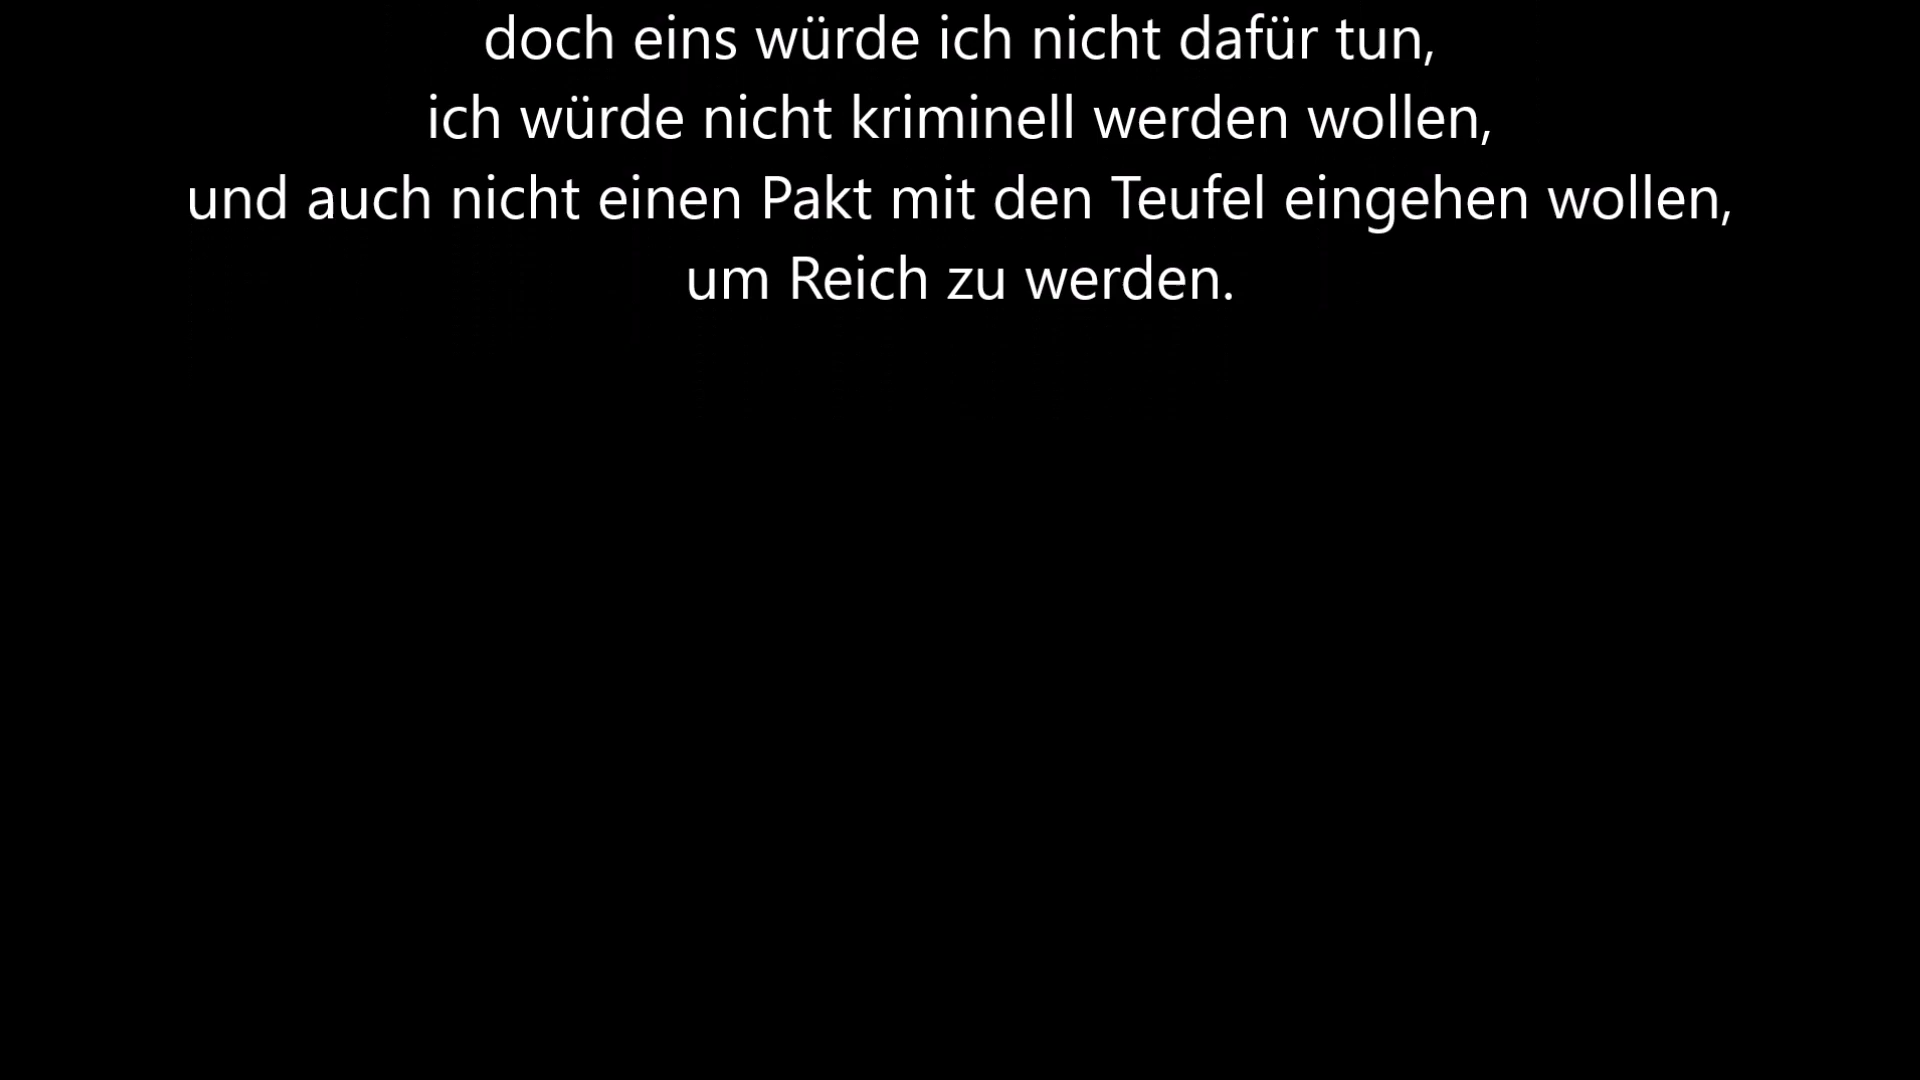 doch eins würde ich nicht dafür tun,
ich würde nicht kriminell werden wollen,
und auch nicht einen Pakt mit den Teufel eingehen wollen,
um Reich zu werden.